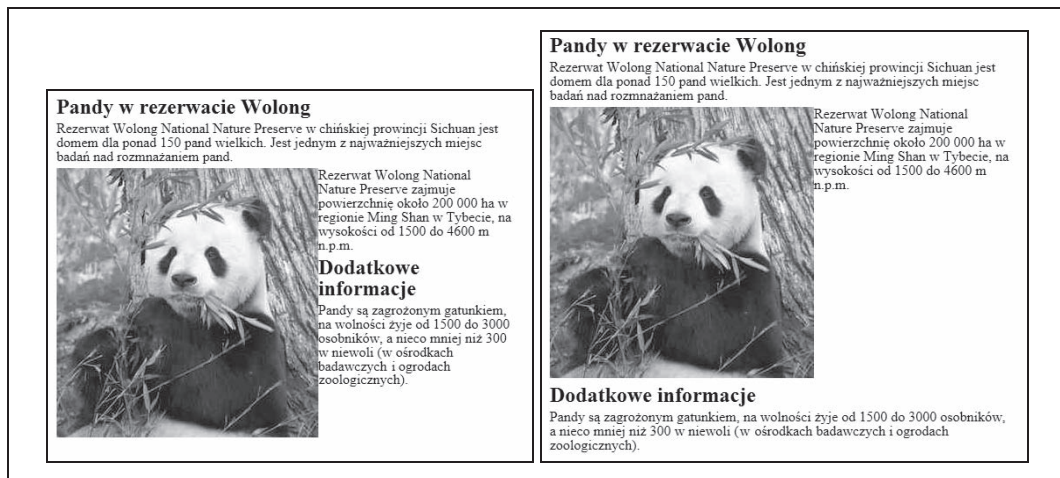 Pandy w rezerwacie Wolong
Rezerwat Wolong National Nature Preserve w chińskiej prowincji Sichuan jest
domem dla ponad 150 pand wielkich. Jest jednym z najważniejszych miejsc
badań nad rozmnażaniem pand.
Rezerwat Wolong National
Nature Preserve zajmuje
powierzchnię około 200 000 ha w
regionie Ming Shan w Tybecie, na
wysokości od 1500 do 4600 m
n.p.m.
Dodatkowe
informacje
Pandy są zagrożonym gatunkiem,
na wolności żyje od 1500 do 3000
osobników, a nieco mniej niż 300
w niewoli (w ośrodkach
badawczych i ogrodach
zoologicznych).
Pandy w rezerwacie Wolong
Rezerwat Wolong National Nature Preserve w chińskiej prowincji Sichuan jest
domem dla ponad 150 pand wielkich. Jest jednym z najważniejszych miejsc
badań nad rozmnażaniem pand.
Rezerwat Wolong National
Nature Preserve zajmuje
powierzchnię około 200 000 ha w
regionie Ming Shan w Tybecie, na
wysokości od 1500 do 4600 m
n.p.m.
Dodatkowe informacje
Pandy są zagrożonym gatunkiem, na wolności żyje od 1500 do 3000 osobników,
a nieco mniej niż 300 w niewoli (w ośrodkach badawczych i ogrodach
zoologicznych).